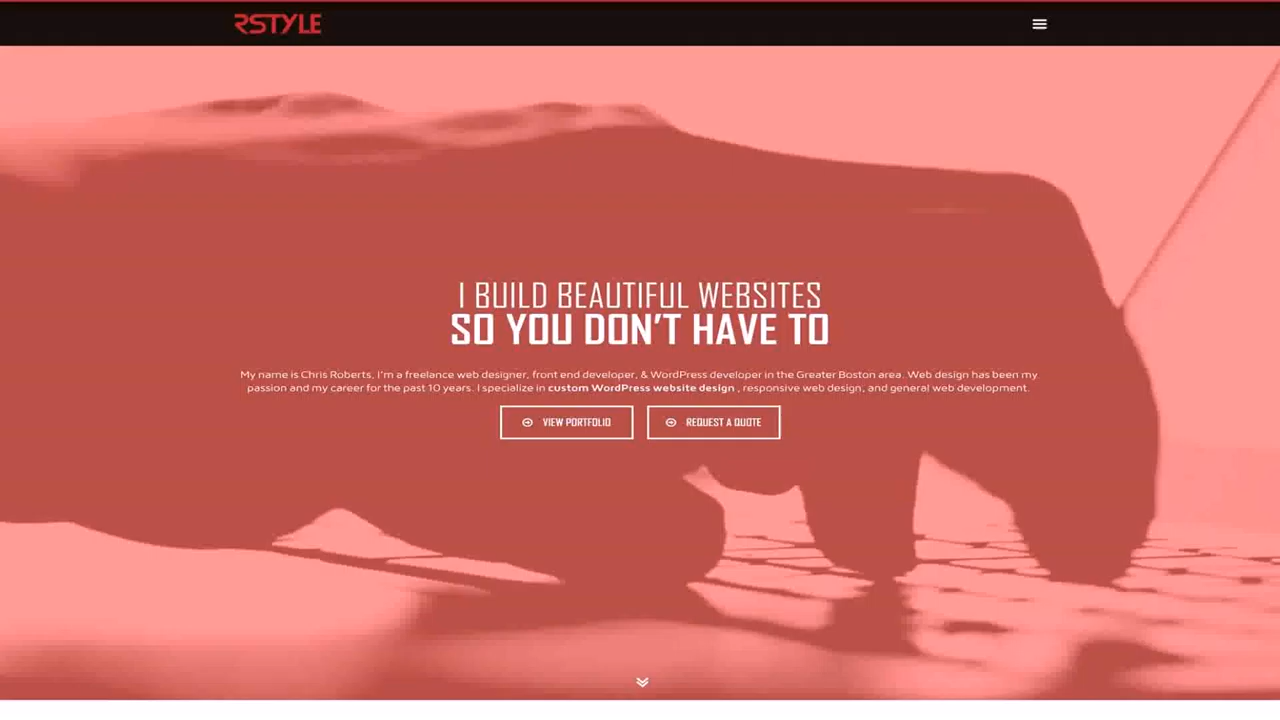 RSTYLE
I BUILD BEAUTIFUL WEBSITES
SO YOU DON'T HAVE TO
My name is Chris Roberts, I'm a freelance web designer, front end developer, & WordPress developer in the Greater Boston area. Web design has been my
passion and my career for the past 10 years. I specialize in custom WordPress website design , responsive web design, and general web development.
VIEW PORTFOLIO
REQUEST A QUOTE